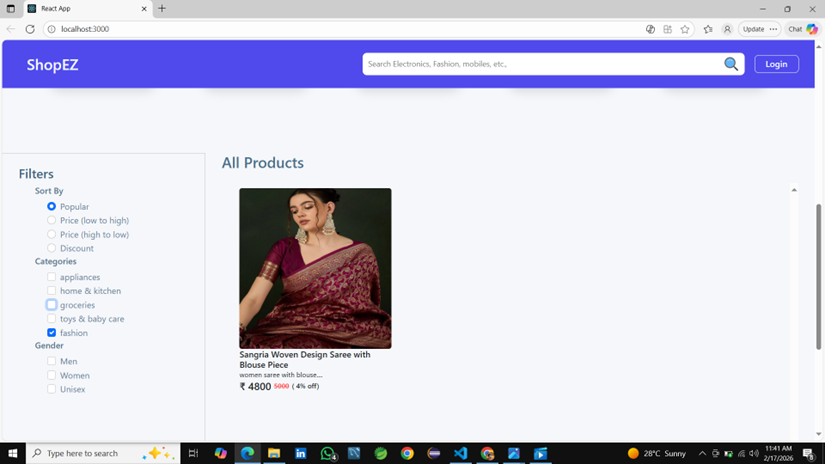 React App
localhost:3000
Update
Chat
ShopEZ
Search Electronics, Fashion, mobiles, etc.,
Login
Filters
Sort By
Popular
Price (low to high)
Price (high to low)
Discount
Categories
appliances
home & kitchen
groceries
toys & baby care
fashion
Gender
Men
Women
Unisex
All Products
Sangria Woven Design Saree with
Blouse Piece
women saree with blouse....
₹ 4800 5000 ( 4% off)
Type here to search
4
28°C Sunny
11:41 AM
2/17/2026
8